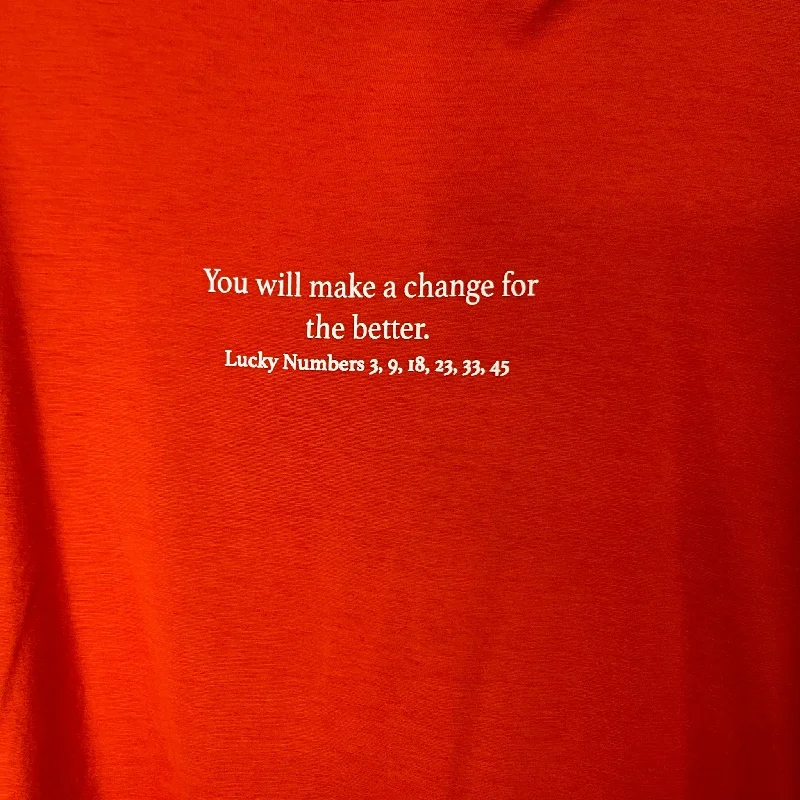 You will make a change for
the better.
Lucky Numbers 3, 9, 18, 23, 33, 45